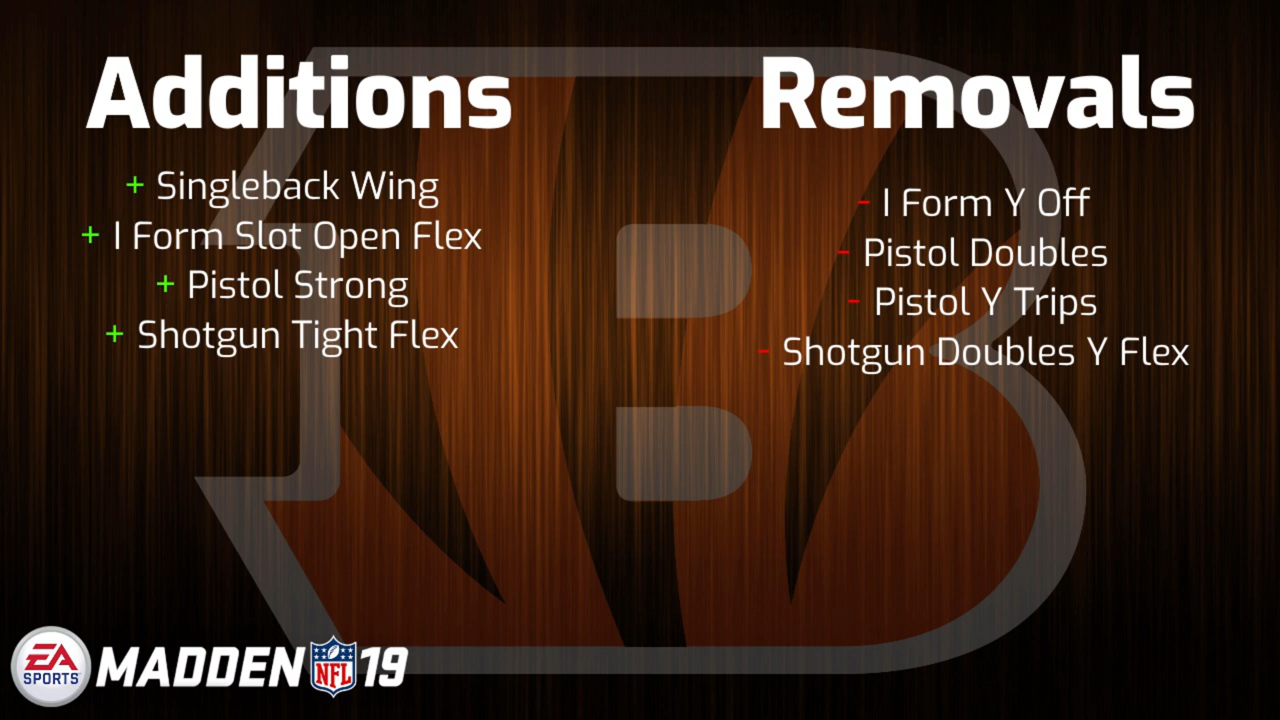 Additions
+ Singleback Wing
+ I Form Slot Open Flex
+ Pistol Strong
+ Shotgun Tight Flex
Removals
- I Form Y Off
- Pistol Doubles
- Pistol Y Trips
- Shotgun Doubles Y Flex
EA
SPORTS
MADDEN NFL 19